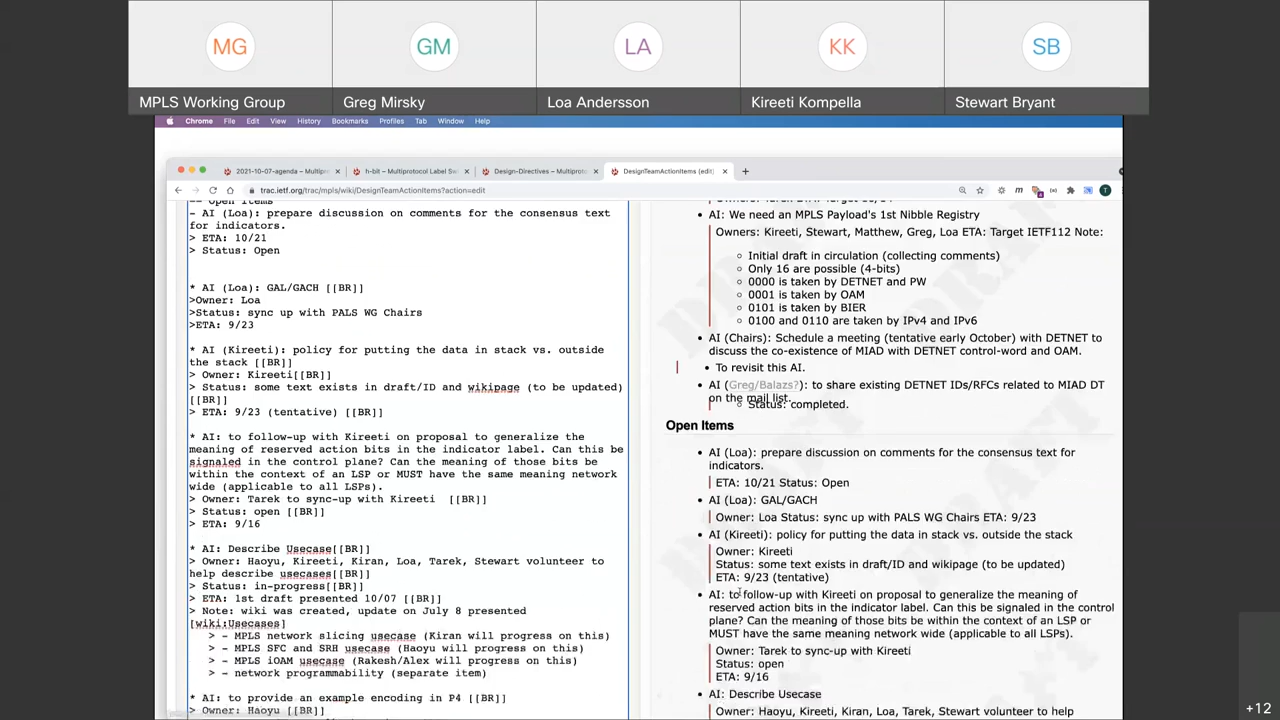 MG
GM
LA
KK
SB
MPLS Working Group
Greg Mirsky
Loa Andersson
Kireeti Kompella
Stewart Bryant
Chrome File Edit View History Bookmarks Profiles Tab Window Help
2021-10-07-agenda – Multipro
h-bit – Multiprotocol Label Sw
Design-Directives – Multiproto
DesignTeamActionItems (edit)
trac.ietf.org/trac/mpls/wiki/DesignTeamActionItems?action=edit
== Open Items
- AI (Loa): prepare discussion on comments for the consensus text
for indicators.
> ETA: 10/21
> Status: Open
* AI (Loa): GAL/GACH [[BR]]
>Owner: Loa
>Status: sync up with PALS WG Chairs
>ETA: 9/23
* AI (Kireeti): policy for putting the data in stack vs. outside
the stack [[BR]]
> Owner: Kireeti[[BR]]
> Status: some text exists in draft/ID and wikipage (to be updated)
[[BR]]
> ETA: 9/23 (tentative) [[BR]]
* AI: to follow-up with Kireeti on proposal to generalize the
meaning of reserved action bits in the indicator label. Can this be
signaled in the control plane? Can the meaning of those bits be
within the context of an LSP or MUST have the same meaning network
wide (applicable to all LSPs).
> Owner: Tarek to sync-up with Kireeti [[BR]]
> Status: open [[BR]]
> ETA: 9/16
* AI: Describe Usecase[[BR]]
> Owner: Haoyu, Kireeti, Kiran, Loa, Tarek, Stewart volunteer to
help describe usecases[[BR]]
> Status: in-progress[[BR]]
> ETA: 1st draft presented 10/07 [[BR]]
> Note: wiki was created, update on July 8 presented
[wiki:Usecases]
> - MPLS network slicing usecase (Kiran will progress on this)
> - MPLS SFC and SRH usecase (Haoyu will progress on this)
> - MPLS iOAM usecase (Rakesh/Alex will progress on this)
> - network programmability (separate item)
* AI: to provide an example encoding in P4 [[BR]]
> Owner: Haoyu [[BR]]
AI: We need an MPLS Payload's 1st Nibble Registry
Owners: Kireeti, Stewart, Matthew, Greg, Loa ETA: Target IETF112 Note:
Initial draft in circulation (collecting comments)
Only 16 are possible (4-bits)
0000 is taken by DETNET and PW
0001 is taken by OAM
0101 is taken by BIER
0100 and 0110 are taken by IPv4 and IPv6
AI (Chairs): Schedule a meeting (tentative early October) with DETNET to
discuss the co-existence of MIAD with DETNET control-word and OAM.
To revisit this AI.
AI (Greg/Balazs?): to share existing DETNET IDs/RFCs related to MIAD DT
on the mail list.
Status: completed.
Open Items
AI (Loa): prepare discussion on comments for the consensus text for
indicators.
ETA: 10/21 Status: Open
AI (Loa): GAL/GACH
Owner: Loa Status: sync up with PALS WG Chairs ETA: 9/23
AI (Kireeti): policy for putting the data in stack vs. outside the stack
Owner: Kireeti
Status: some text exists in draft/ID and wikipage (to be updated)
ETA: 9/23 (tentative)
AI: to follow-up with Kireeti on proposal to generalize the meaning of
reserved action bits in the indicator label. Can this be signaled in the control
plane? Can the meaning of those bits be within the context of an LSP or
MUST have the same meaning network wide (applicable to all LSPs).
Owner: Tarek to sync-up with Kireeti
Status: open
ETA: 9/16
AI: Describe Usecase
Owner: Haoyu, Kireeti, Kiran, Loa, Tarek, Stewart volunteer to help
+12